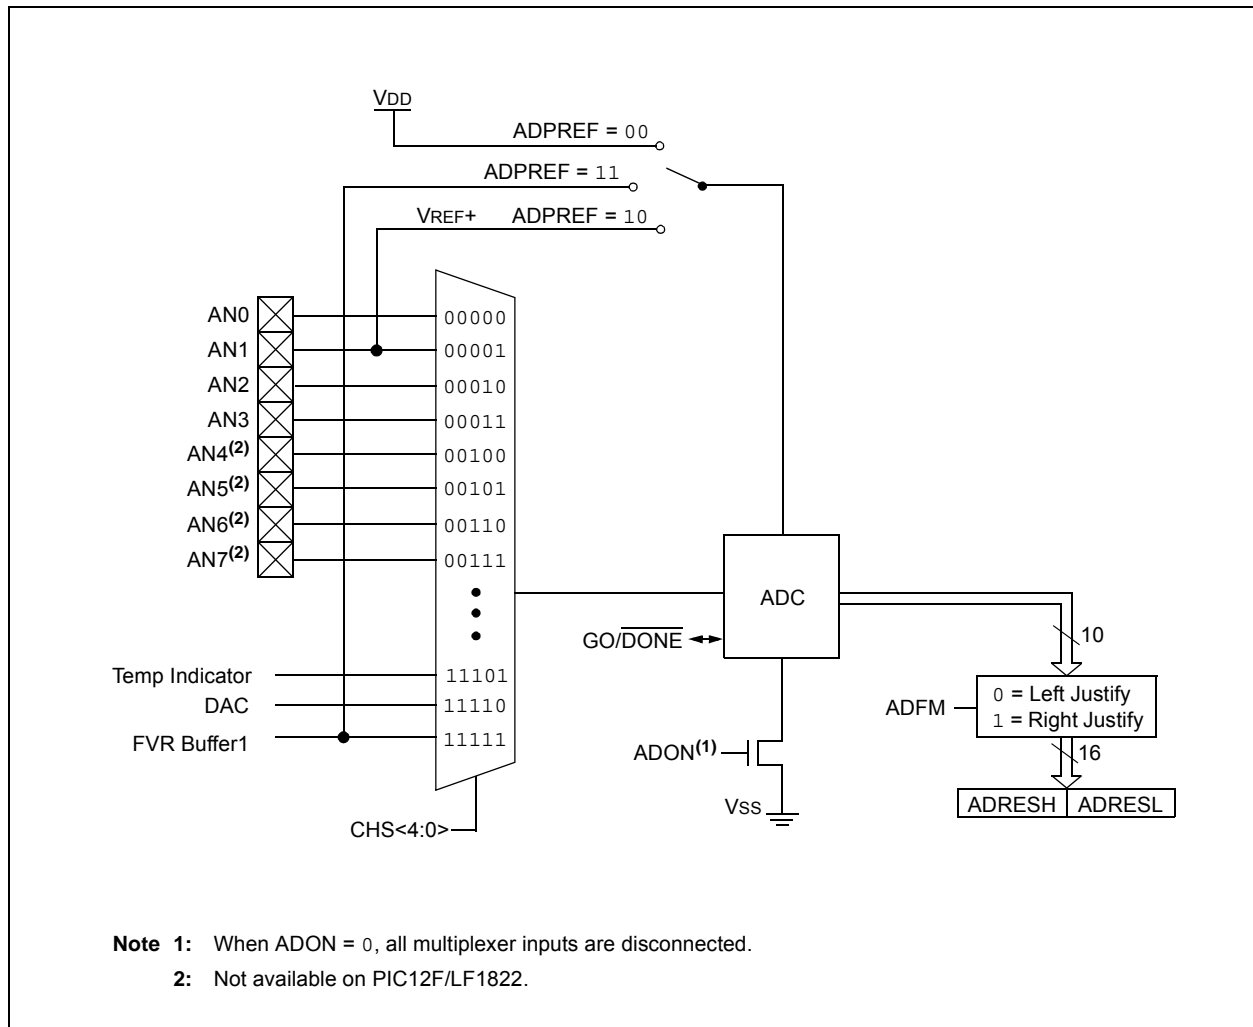 VDD
ADPREF = 00
ADPREF = 11
VREF+ ADPREF = 10
AN0
00000
AN1
00001
AN2
00010
AN3
00011
AN4(2)
00100
AN5(2)
00101
AN6(2)
00110
AN7(2)
00111
ADC
GO/DONE
10
Temp Indicator
11101
DAC
11110
FVR Buffer1
11111
ADFM
0 = Left Justify
1 = Right Justify
ADON(1)
16
VSS
ADRESH ADRESL
CHS<4:0>
Note 1: When ADON = 0, all multiplexer inputs are disconnected.
2: Not available on PIC12F/LF1822.